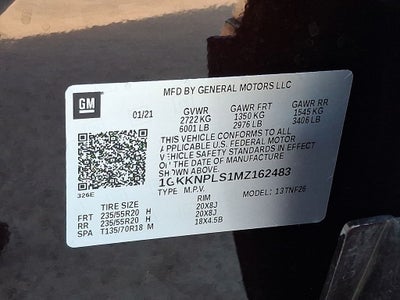 GM
MFD BY GENERAL MOTORS LLC
01/21 GVWR GAWR FRT GAWR RR
2722 KG 1350 KG 1545 KG
6001 LB 2976 LB 3406 LB
THIS VEHICLE CONFORMS TO ALL
APPLICABLE U.S. FEDERAL MOTOR
VEHICLE SAFETY STANDARDS IN EFFECT
ON THE DATE OF MANUFACTURE
SHOWN ABOVE.
1GKKNPLS1MZ162483
326E TYPE: M.P.V. MODEL: 13TNF26
TIRE SIZE RIM
FRT 235/55R20 H 20X8J
RR 235/55R20 H 20X8J
SPA T135/70R18 M 18X4.5B